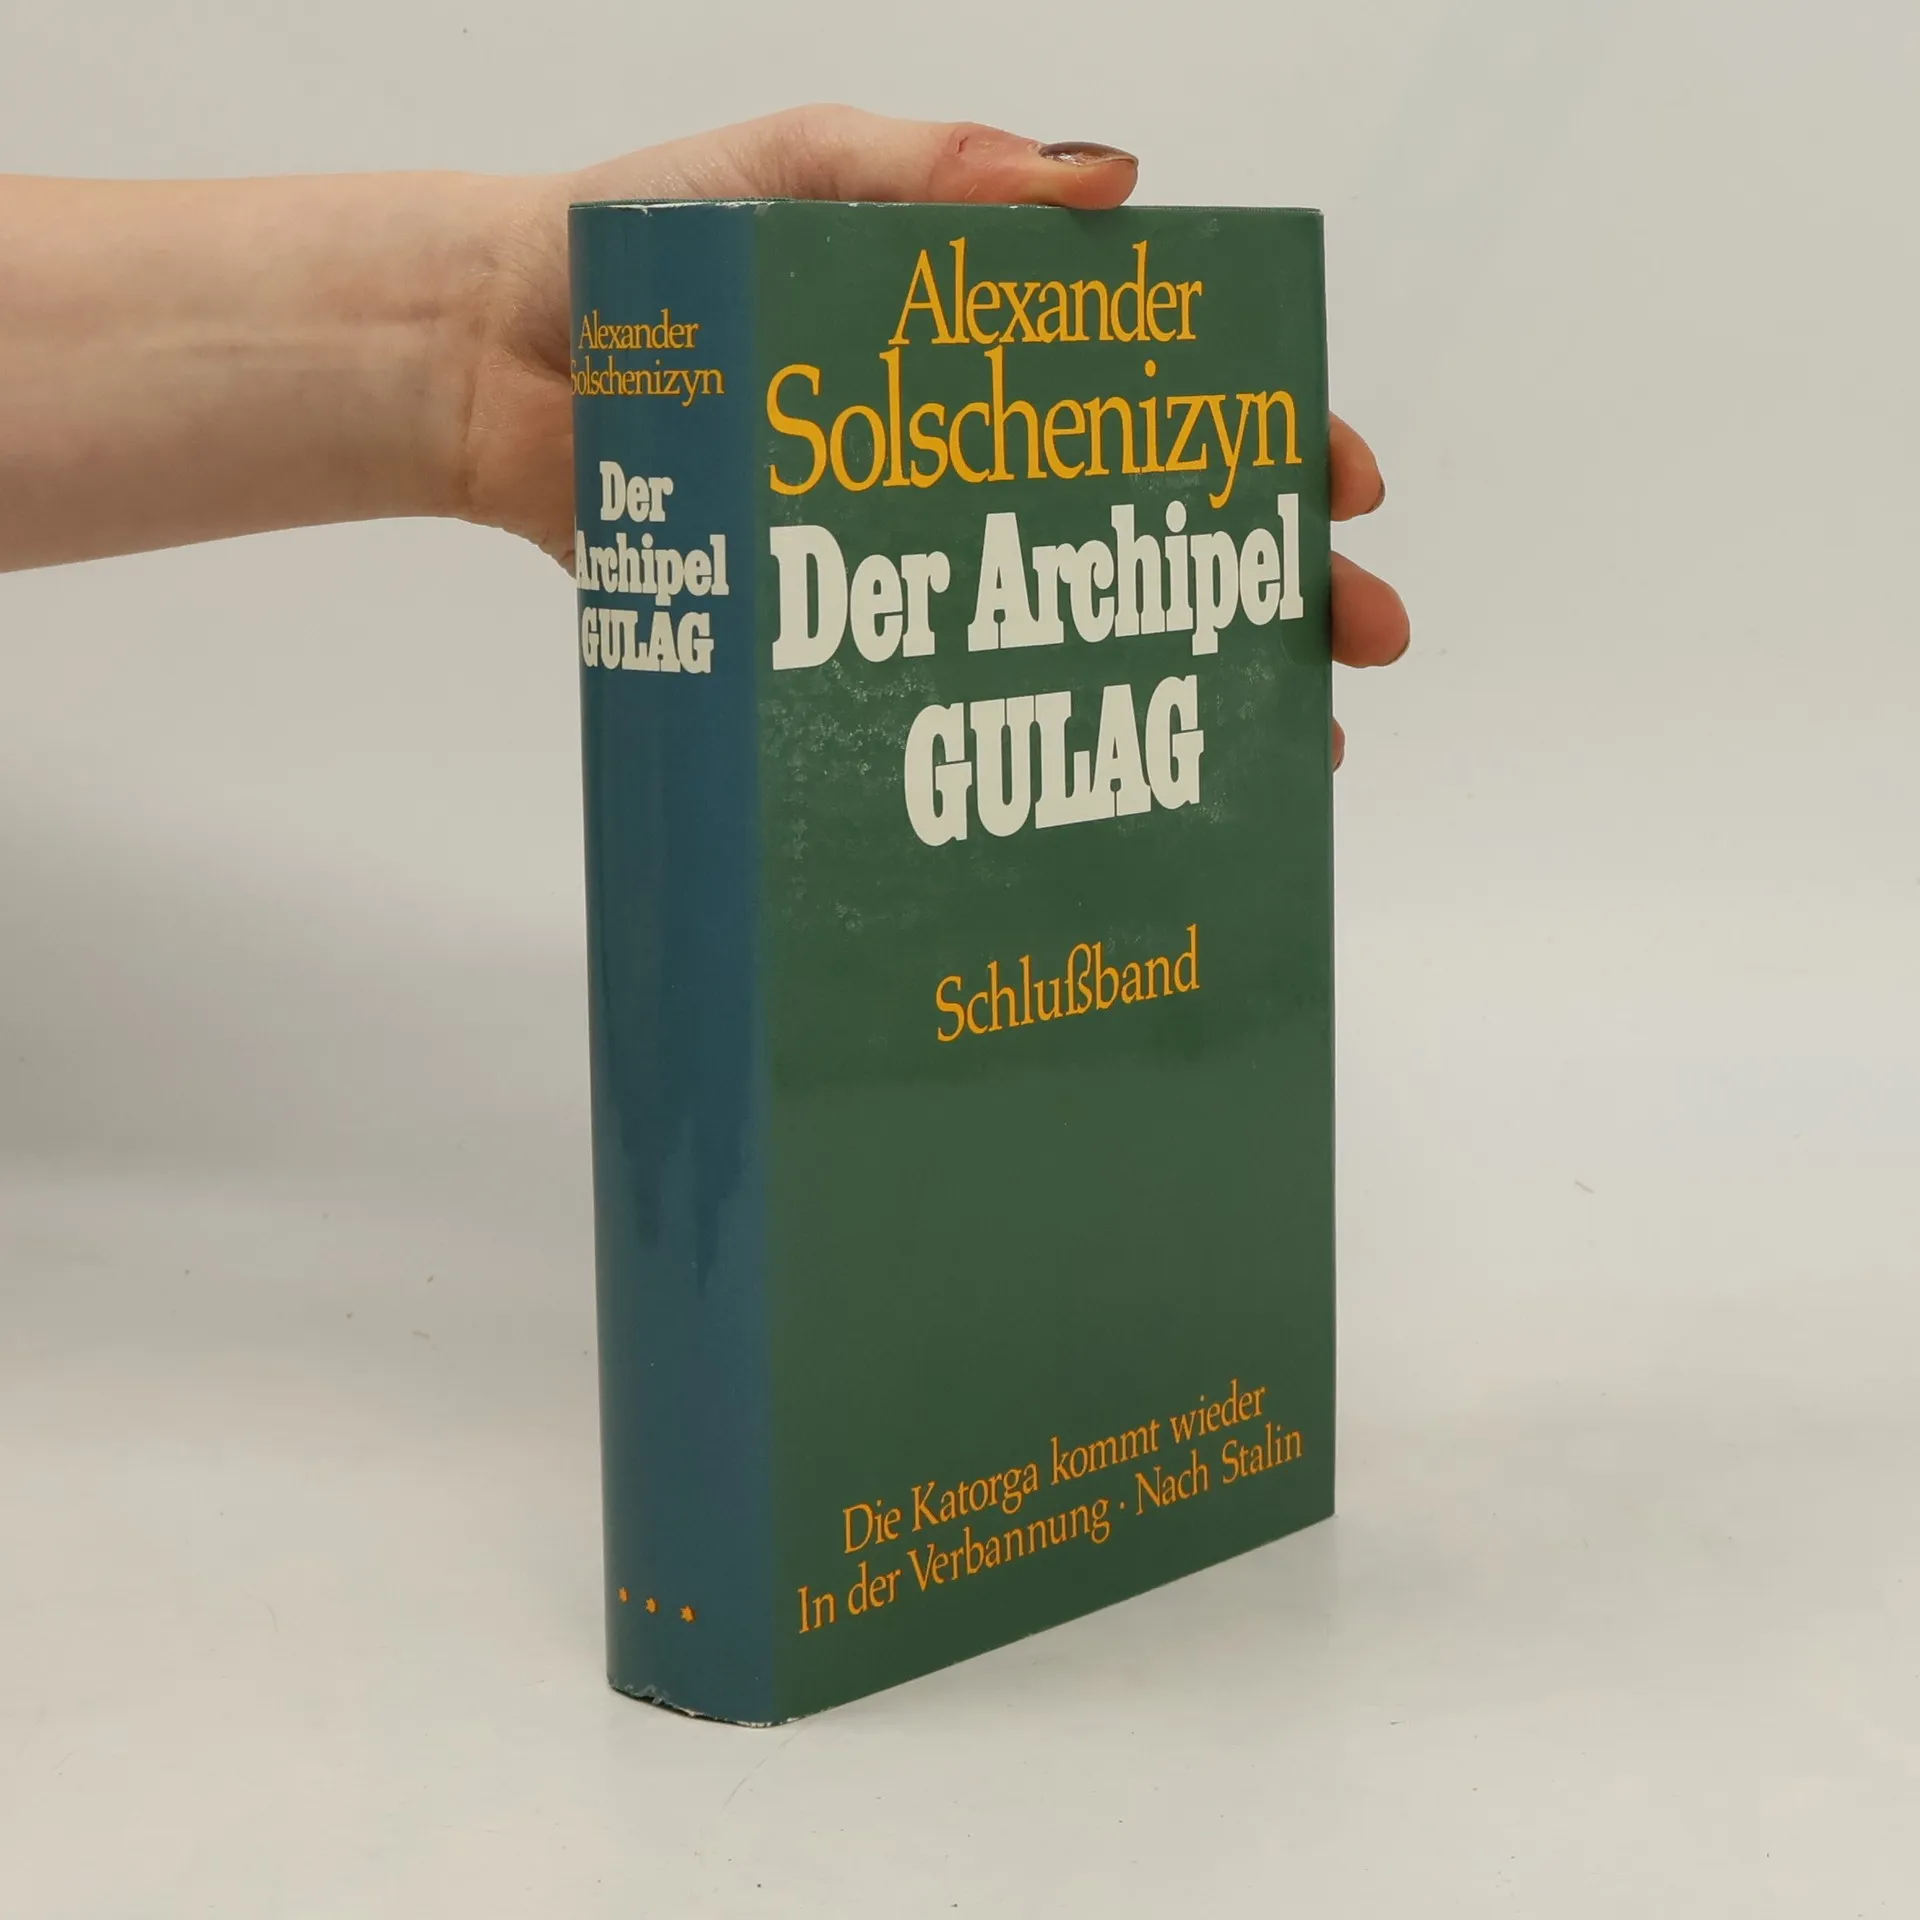 Alexander
Solschenizyn
Der
Archipel
GULAG
Alexander
Solschenizyn
Der Archipel
GULAG
Schlußband
Die Katorga kommt wieder
In der Verbannung · Nach Stalin